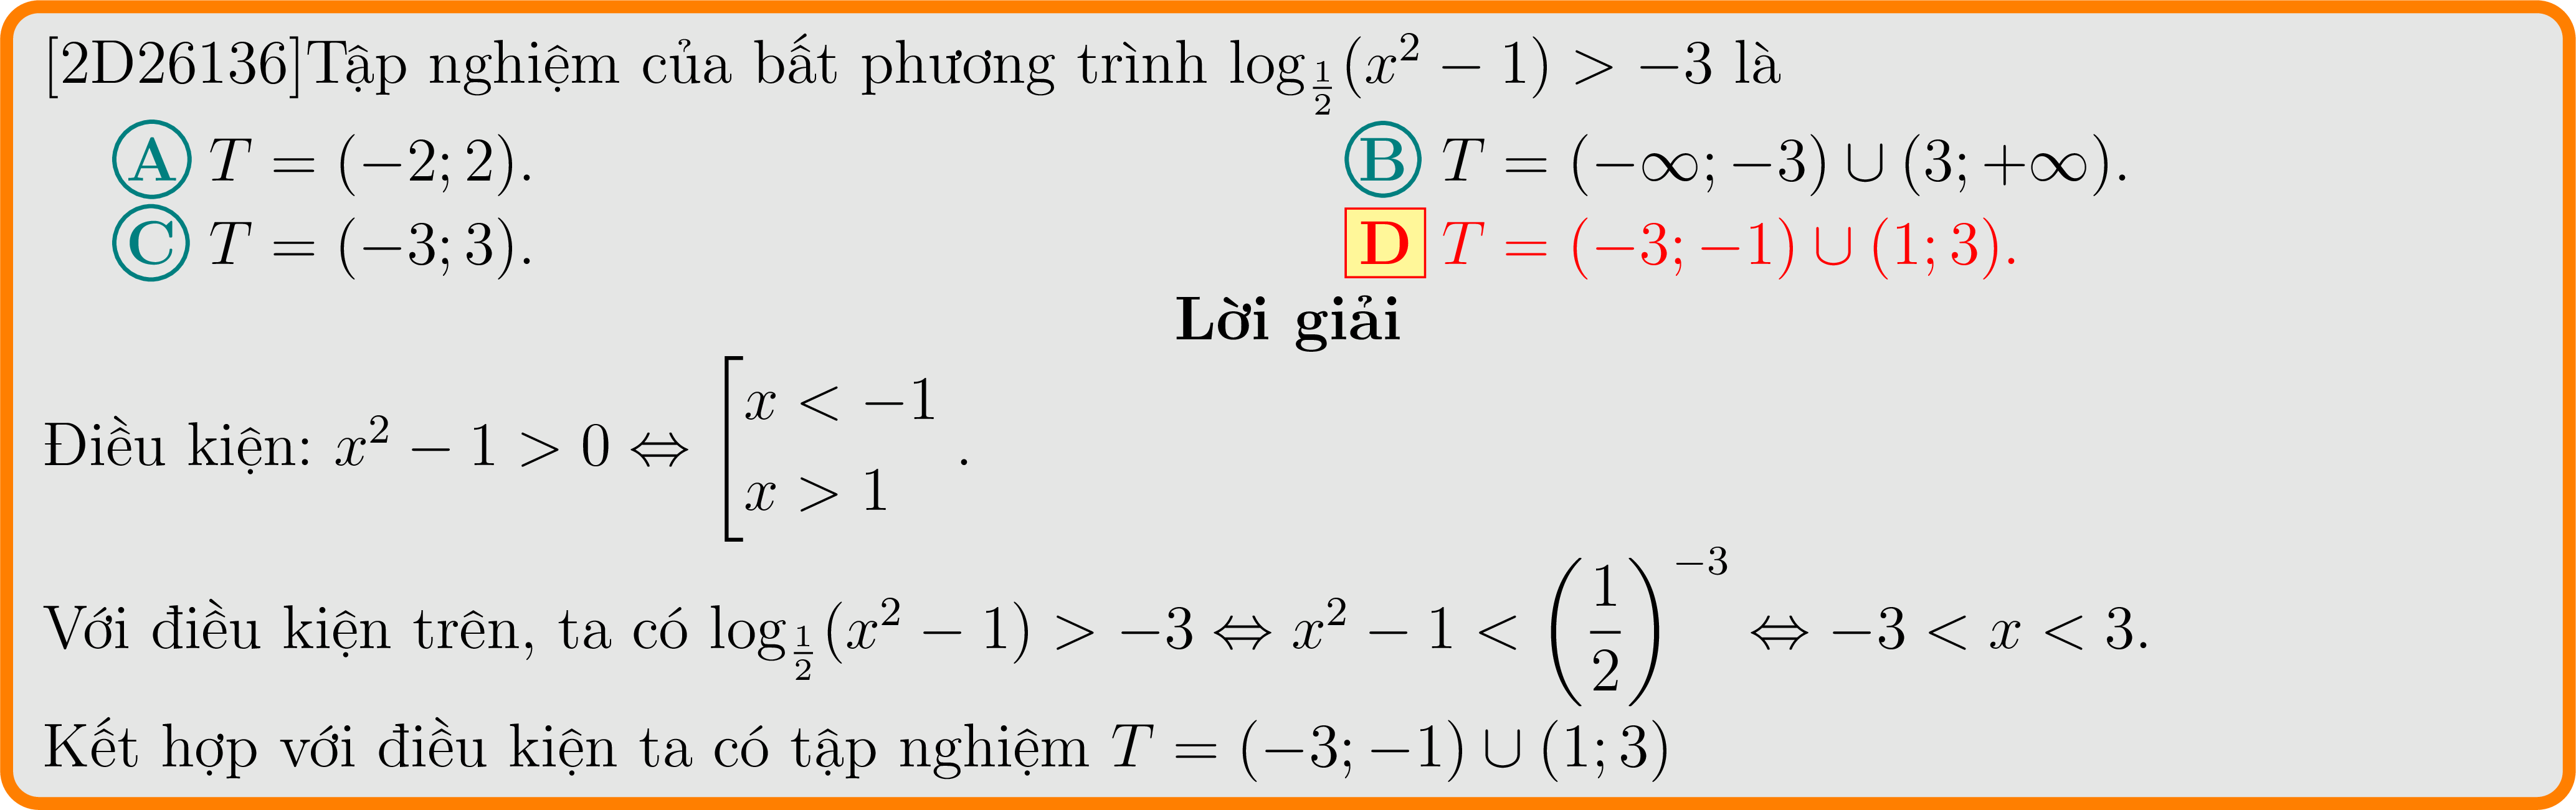 [2D26136]Tập nghiệm của bất phương trình $\log_{\frac{1}{2}}(x^2 - 1) > -3$ là
A $T = (-2; 2).$ B $T = (-\infty; -3) \cup (3; +\infty).$
C $T = (-3; 3).$ D $T = (-3; -1) \cup (1; 3).$
Lời giải
Điều kiện: $x^2 - 1 > 0 \Leftrightarrow \left[\begin{array}{l} x < -1 \\ x > 1 \end{array}\right.$.
Với điều kiện trên, ta có $\log_{\frac{1}{2}}(x^2 - 1) > -3 \Leftrightarrow x^2 - 1 < \left(\dfrac{1}{2}\right)^{-3} \Leftrightarrow -3 < x < 3.$
Kết hợp với điều kiện ta có tập nghiệm $T = (-3; -1) \cup (1; 3)$